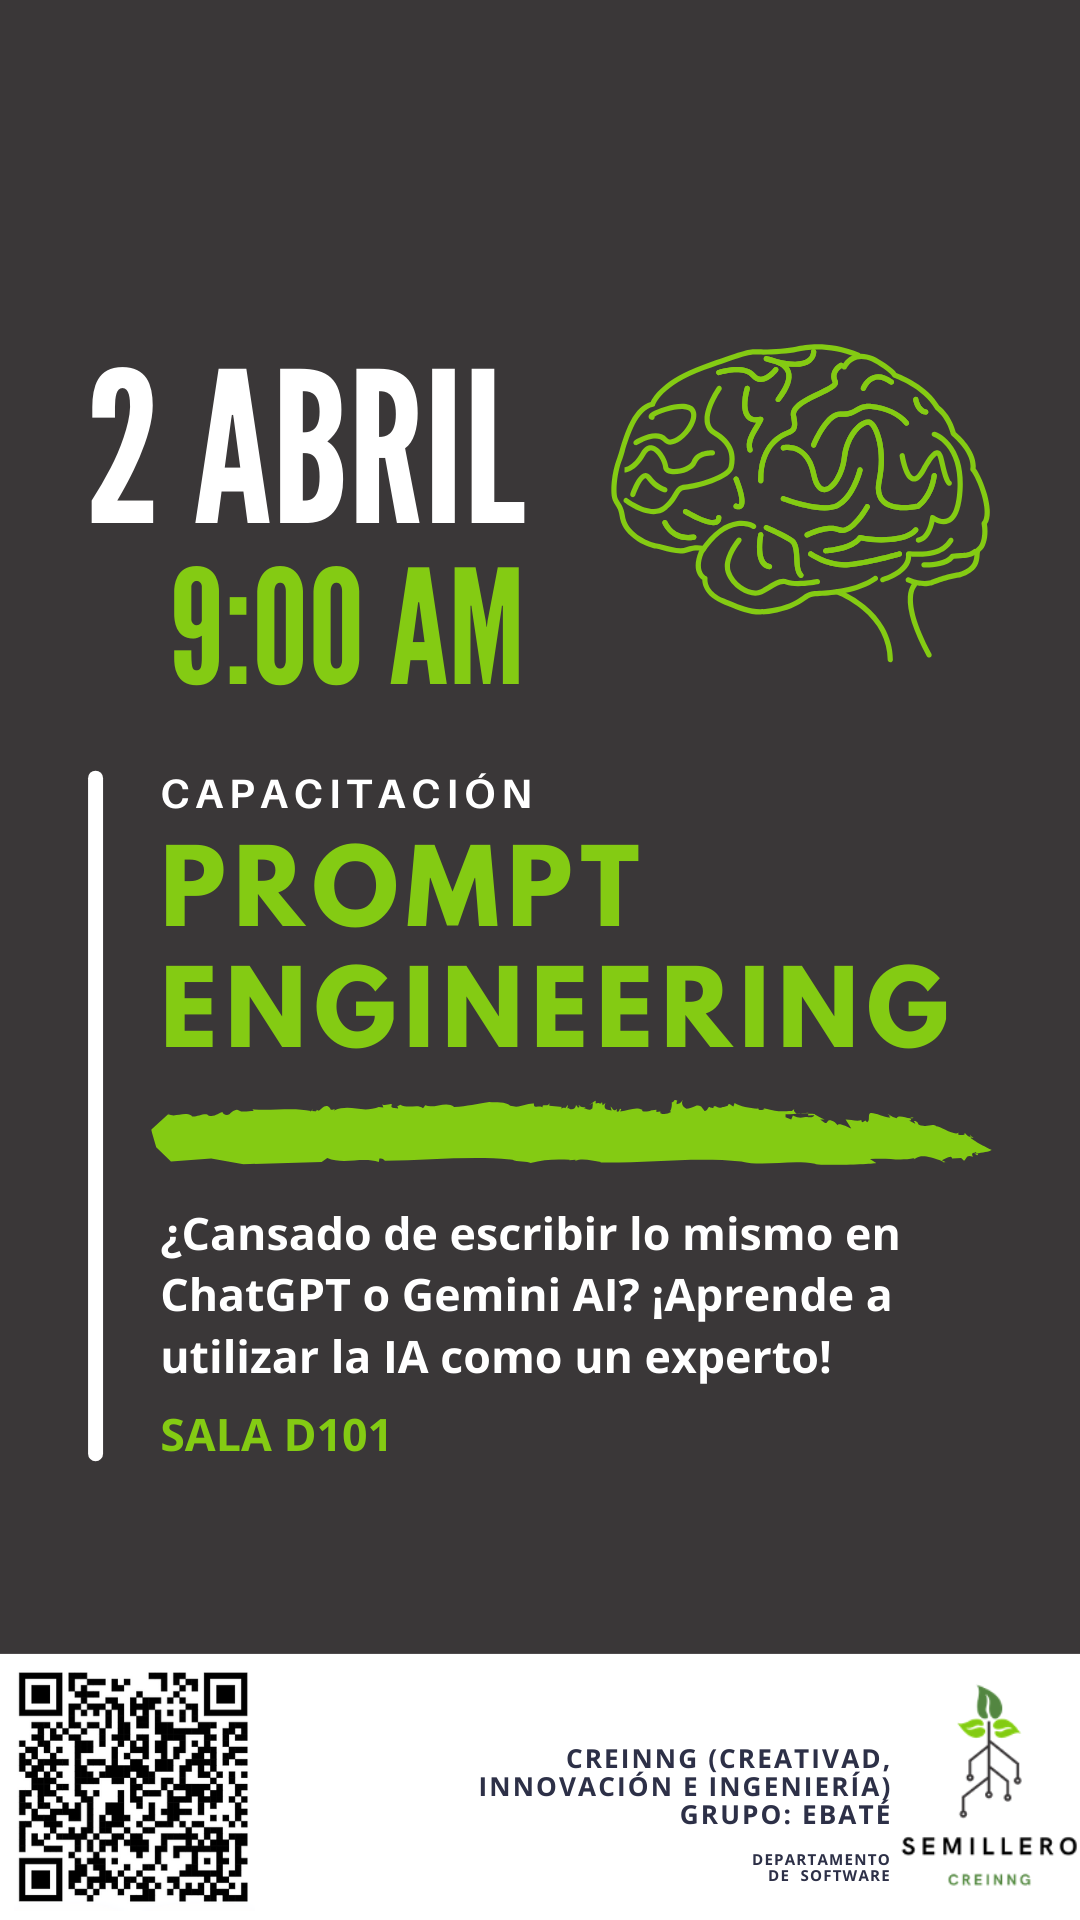 2 ABRIL
9:00 AM
CAPACITACIÓN
PROMPT
ENGINEERING
¿Cansado de escribir lo mismo en
ChatGPT o Gemini AI? ¡Aprende a
utilizar la IA como un experto!
SALA D101
CREINNG (CREATIVAD,
INNOVACIÓN E INGENIERÍA)
GRUPO: EBATÉ
DEPARTAMENTO
DE SOFTWARE
SEMILLERO
CREINNG